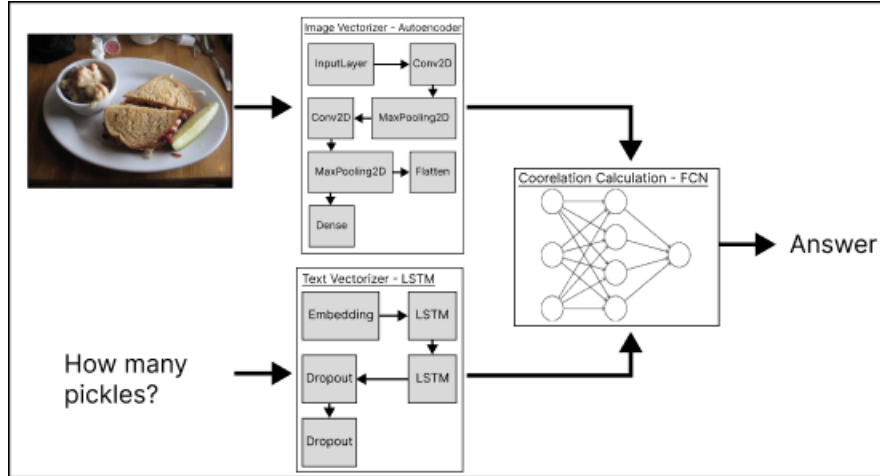 Image Vectorizer - Autoencoder
InputLayer
Conv2D
Conv2D
MaxPooling2D
MaxPooling2D
Flatten
Dense
Coorelation Calculation - FCN
Answer
Text Vectorizer - LSTM
Embedding
LSTM
Dropout
LSTM
Dropout
How many
pickles?